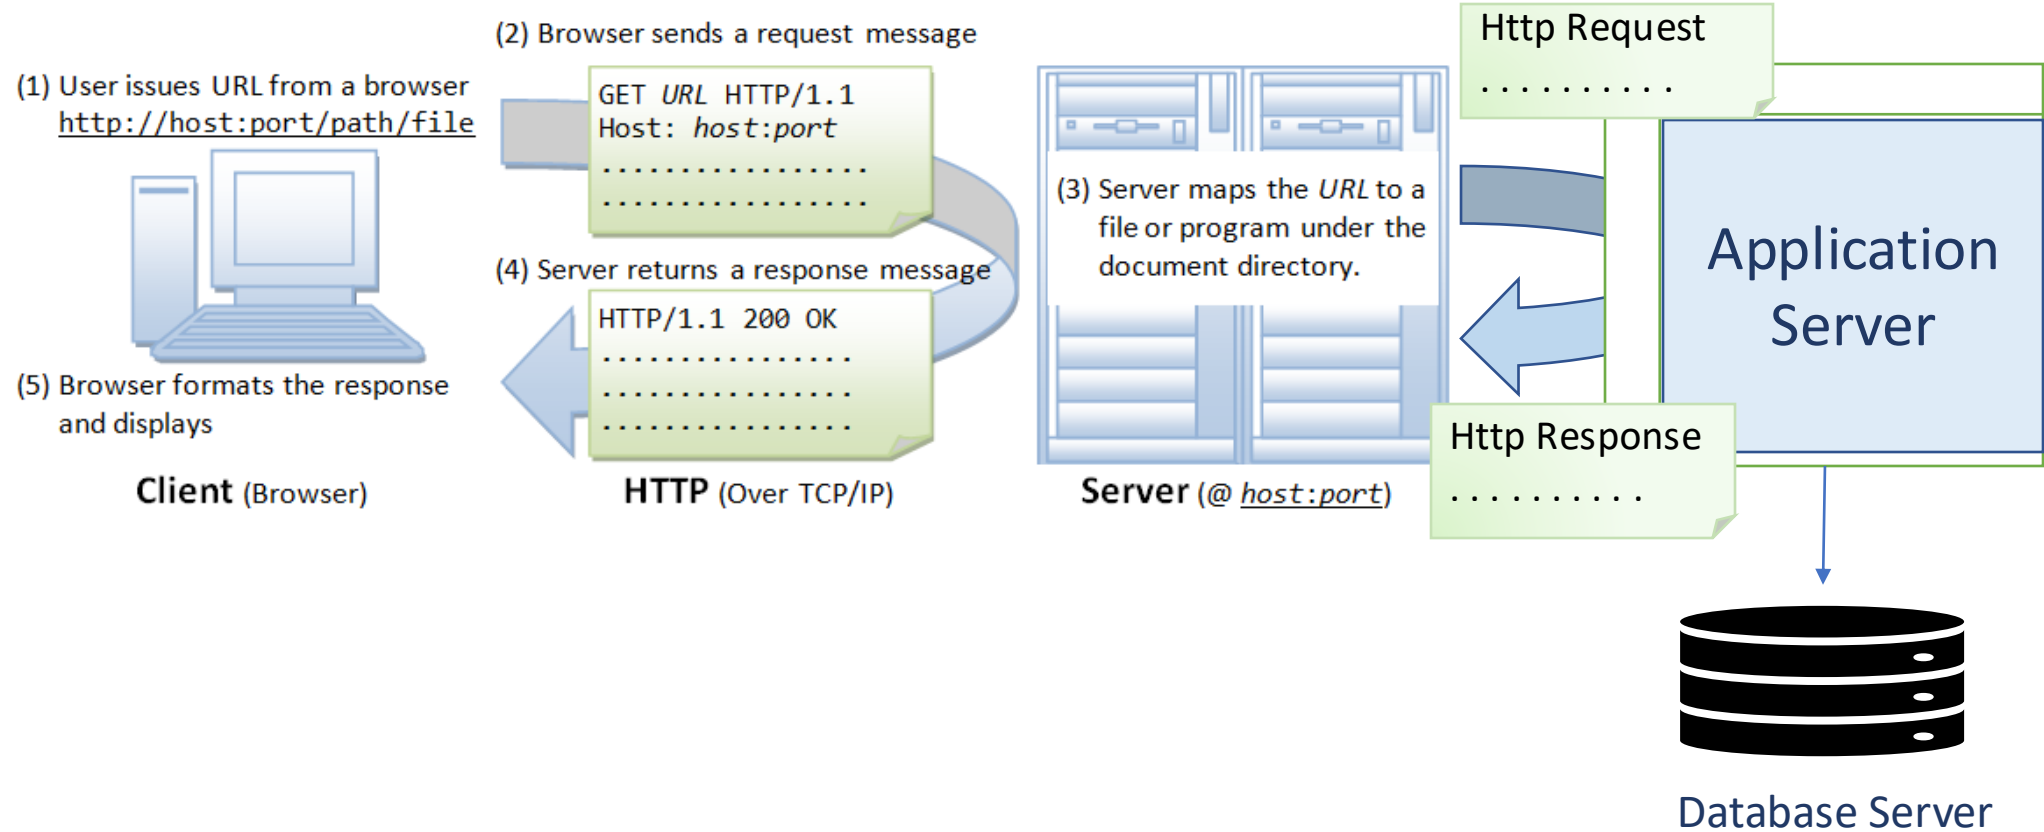 (1) User issues URL from a browser
http://host:port/path/file
(5) Browser formats the response
and displays
Client (Browser)
(2) Browser sends a request message
GET URL HTTP/1.1
Host: host:port
..................
..................
(4) Server returns a response message
HTTP/1.1 200 OK
.................
.................
.................
HTTP (Over TCP/IP)
(3) Server maps the URL to a
file or program under the
document directory.
Server (@ host:port)
Http Request
. . . . . . . . . .
Http Response
. . . . . . . . . .
Application
Server
Database Server